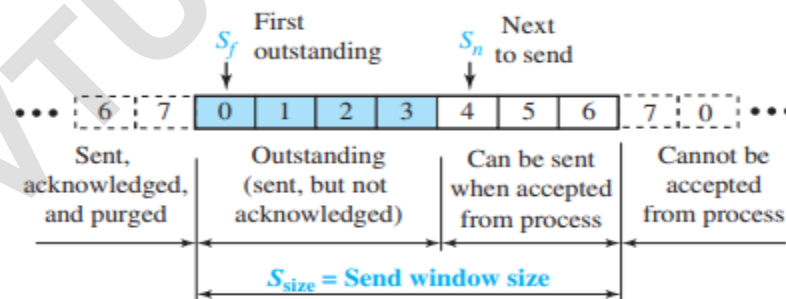 First
outstanding
Sf
Next
to send
Sn
••• 6 7 0 1 2 3 4 5 6 7 0 •••
Sent,
acknowledged,
and purged
Outstanding
(sent, but not
acknowledged)
Can be sent
when accepted
from process
Cannot be
accepted
from process
Ssize = Send window size
VTU